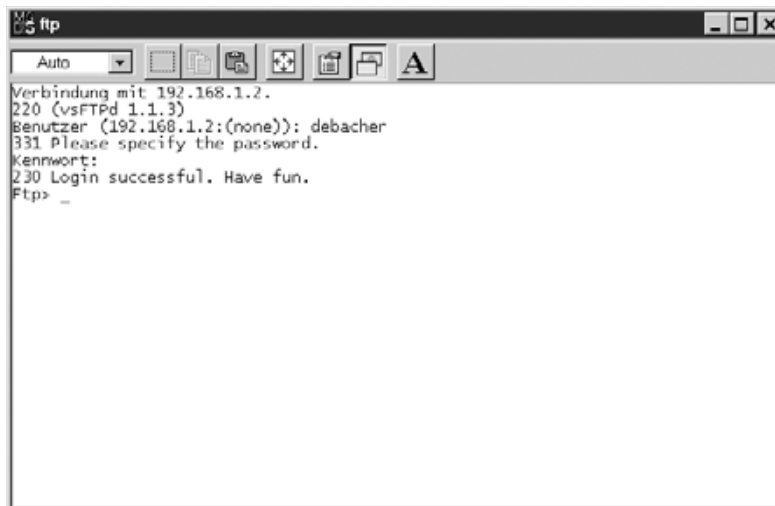 ftp
Auto
A
Verbindung mit 192.168.1.2.
220 (vsFTPd 1.1.3)
Benutzer (192.168.1.2:(none)): debacher
331 Please specify the password.
Kennwort:
230 Login successful. Have fun.
Ftp> _